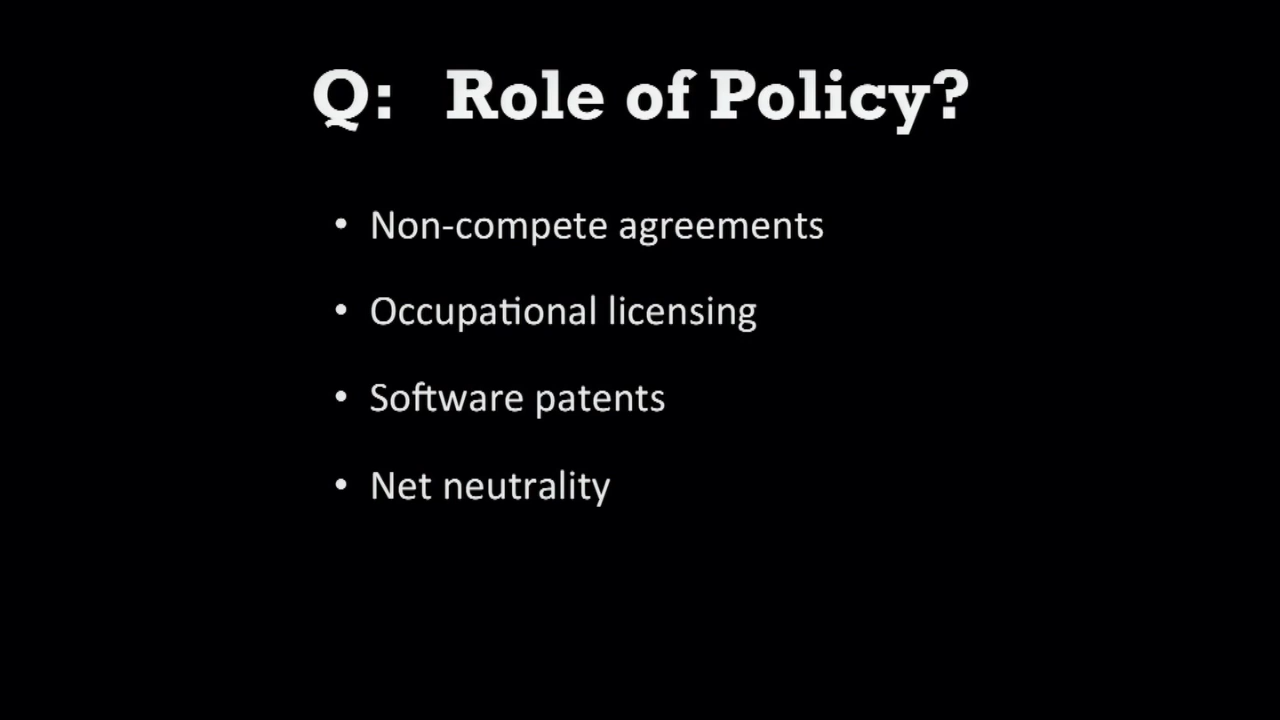 Q: Role of Policy?
• Non-compete agreements
• Occupational licensing
• Software patents
• Net neutrality